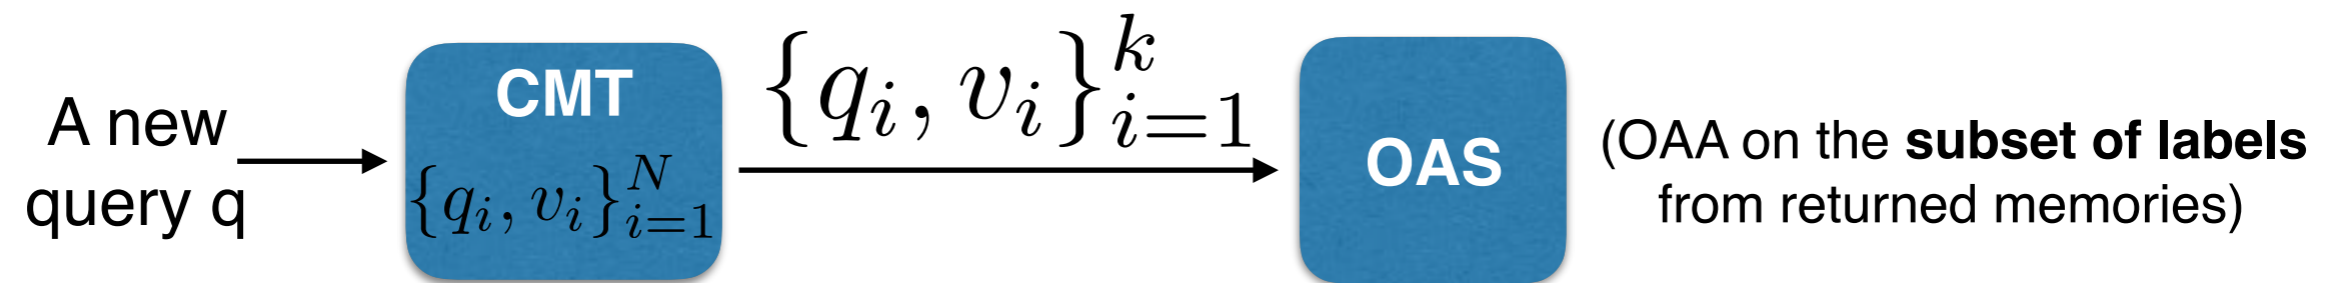 A new
query q
CMT
$\{q_i, v_i\}_{i=1}^{N}$
$\{q_i, v_i\}_{i=1}^{k}$
OAS
(OAA on the subset of labels
from returned memories)